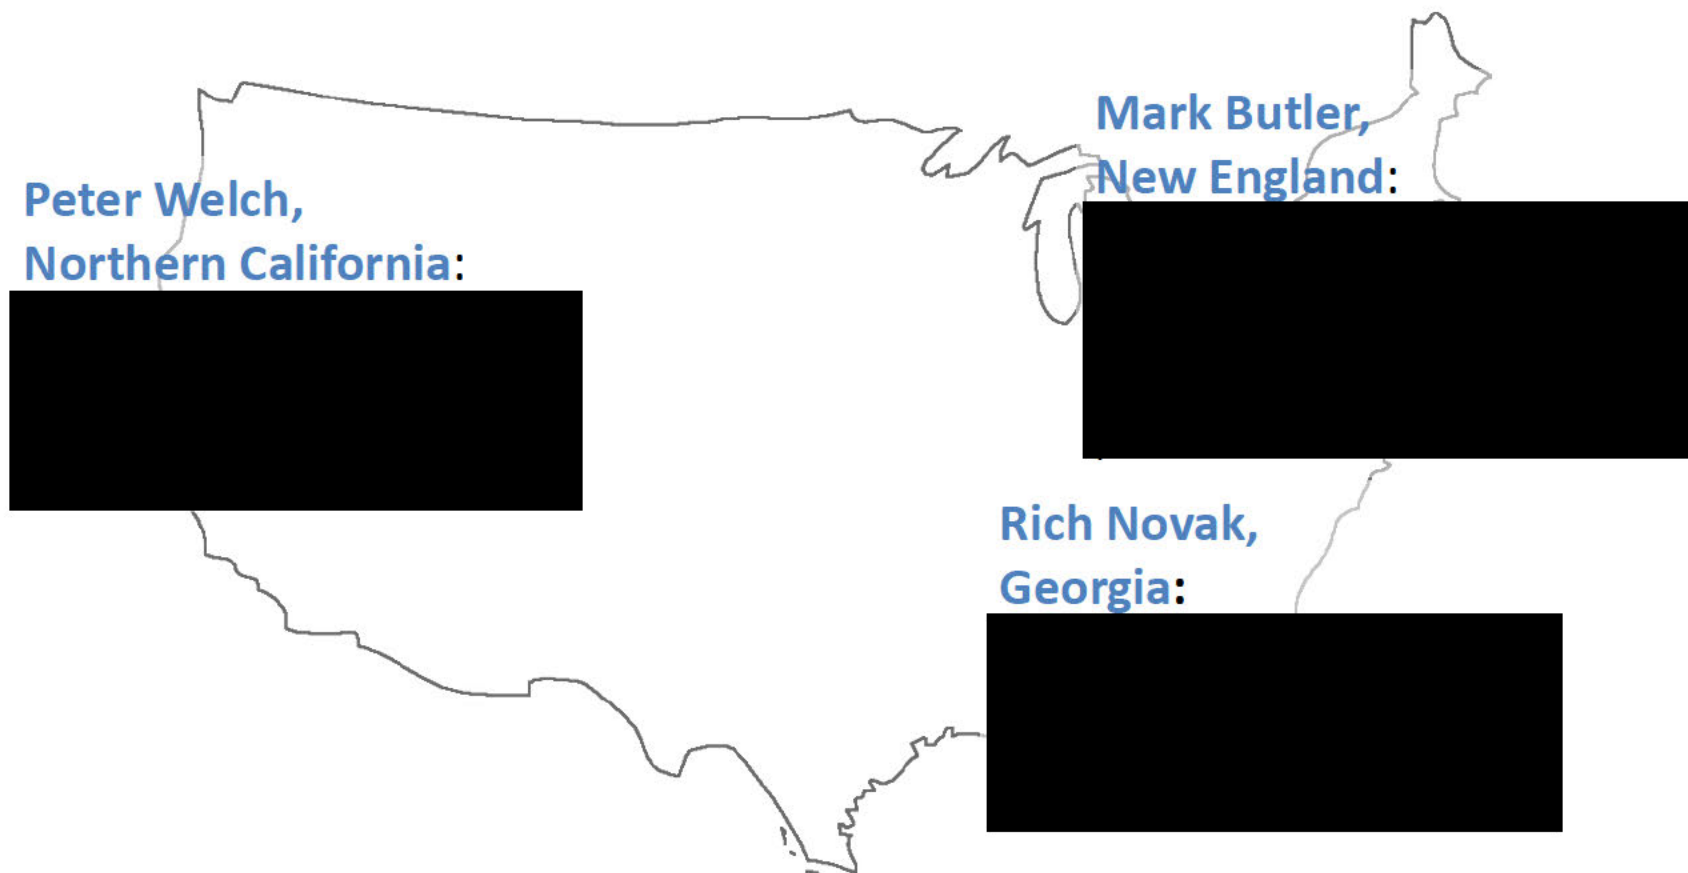 Mark Butler,
New England:
Peter Welch,
Northern California:
Rich Novak,
Georgia: